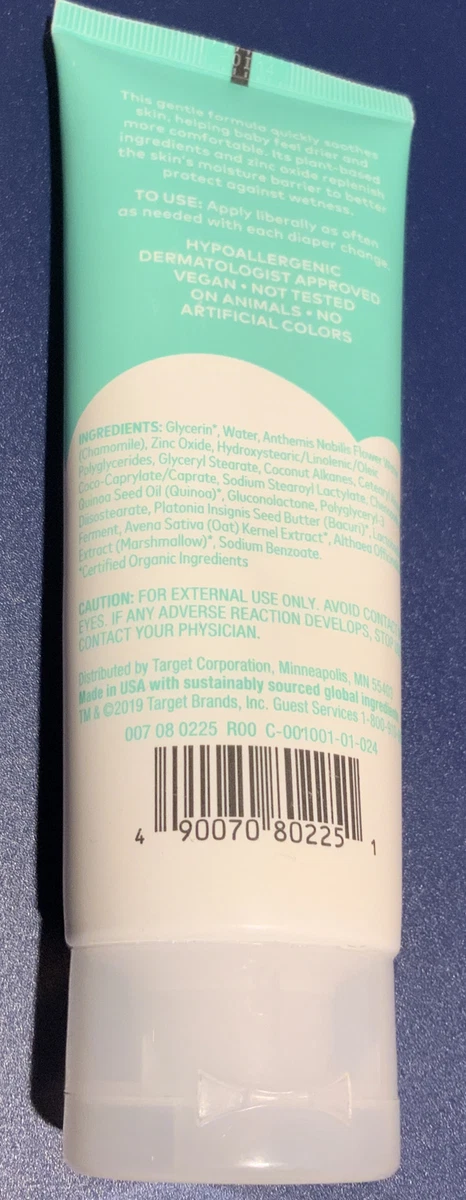 This gentle formula quickly soothes
skin, helping baby feel drier and
more comfortable. Its plant-based
ingredients and zinc oxide replenish
the skin's moisture barrier to better
protect against wetness.
TO USE: Apply liberally as often
as needed with each diaper change.
HYPOALLERGENIC
DERMATOLOGIST APPROVED
VEGAN • NOT TESTED
ON ANIMALS • NO
ARTIFICIAL COLORS
INGREDIENTS: Glycerin*, Water, Anthemis Nobilis Flower
(Chamomile), Zinc Oxide, Hydroxystearic/Linolenic/Oleic
Polyglycerides, Glyceryl Stearate, Coconut Alkanes,
Coco-Caprylate/Caprate, Sodium Stearoyl Lactylate,
Quinoa Seed Oil (Quinoa)*, Gluconolactone, Polyglyceryl-3
Diisostearate, Platonia Insignis Seed Butter (Bacuri)*,
Ferment, Avena Sativa (Oat) Kernel Extract*, Althaea
Extract (Marshmallow)*, Sodium Benzoate.
*Certified Organic Ingredients
CAUTION: FOR EXTERNAL USE ONLY. AVOID CONTAC
EYES. IF ANY ADVERSE REACTION DEVELOPS, STOP
CONTACT YOUR PHYSICIAN.
Distributed by Target Corporation, Minneapolis, MN 55403
Made in USA with sustainably sourced global ingredients
TM & ©2019 Target Brands, Inc. Guest Services 1-800-
007 08 0225 R00 C-001001-01-024
4 90070 80225 1